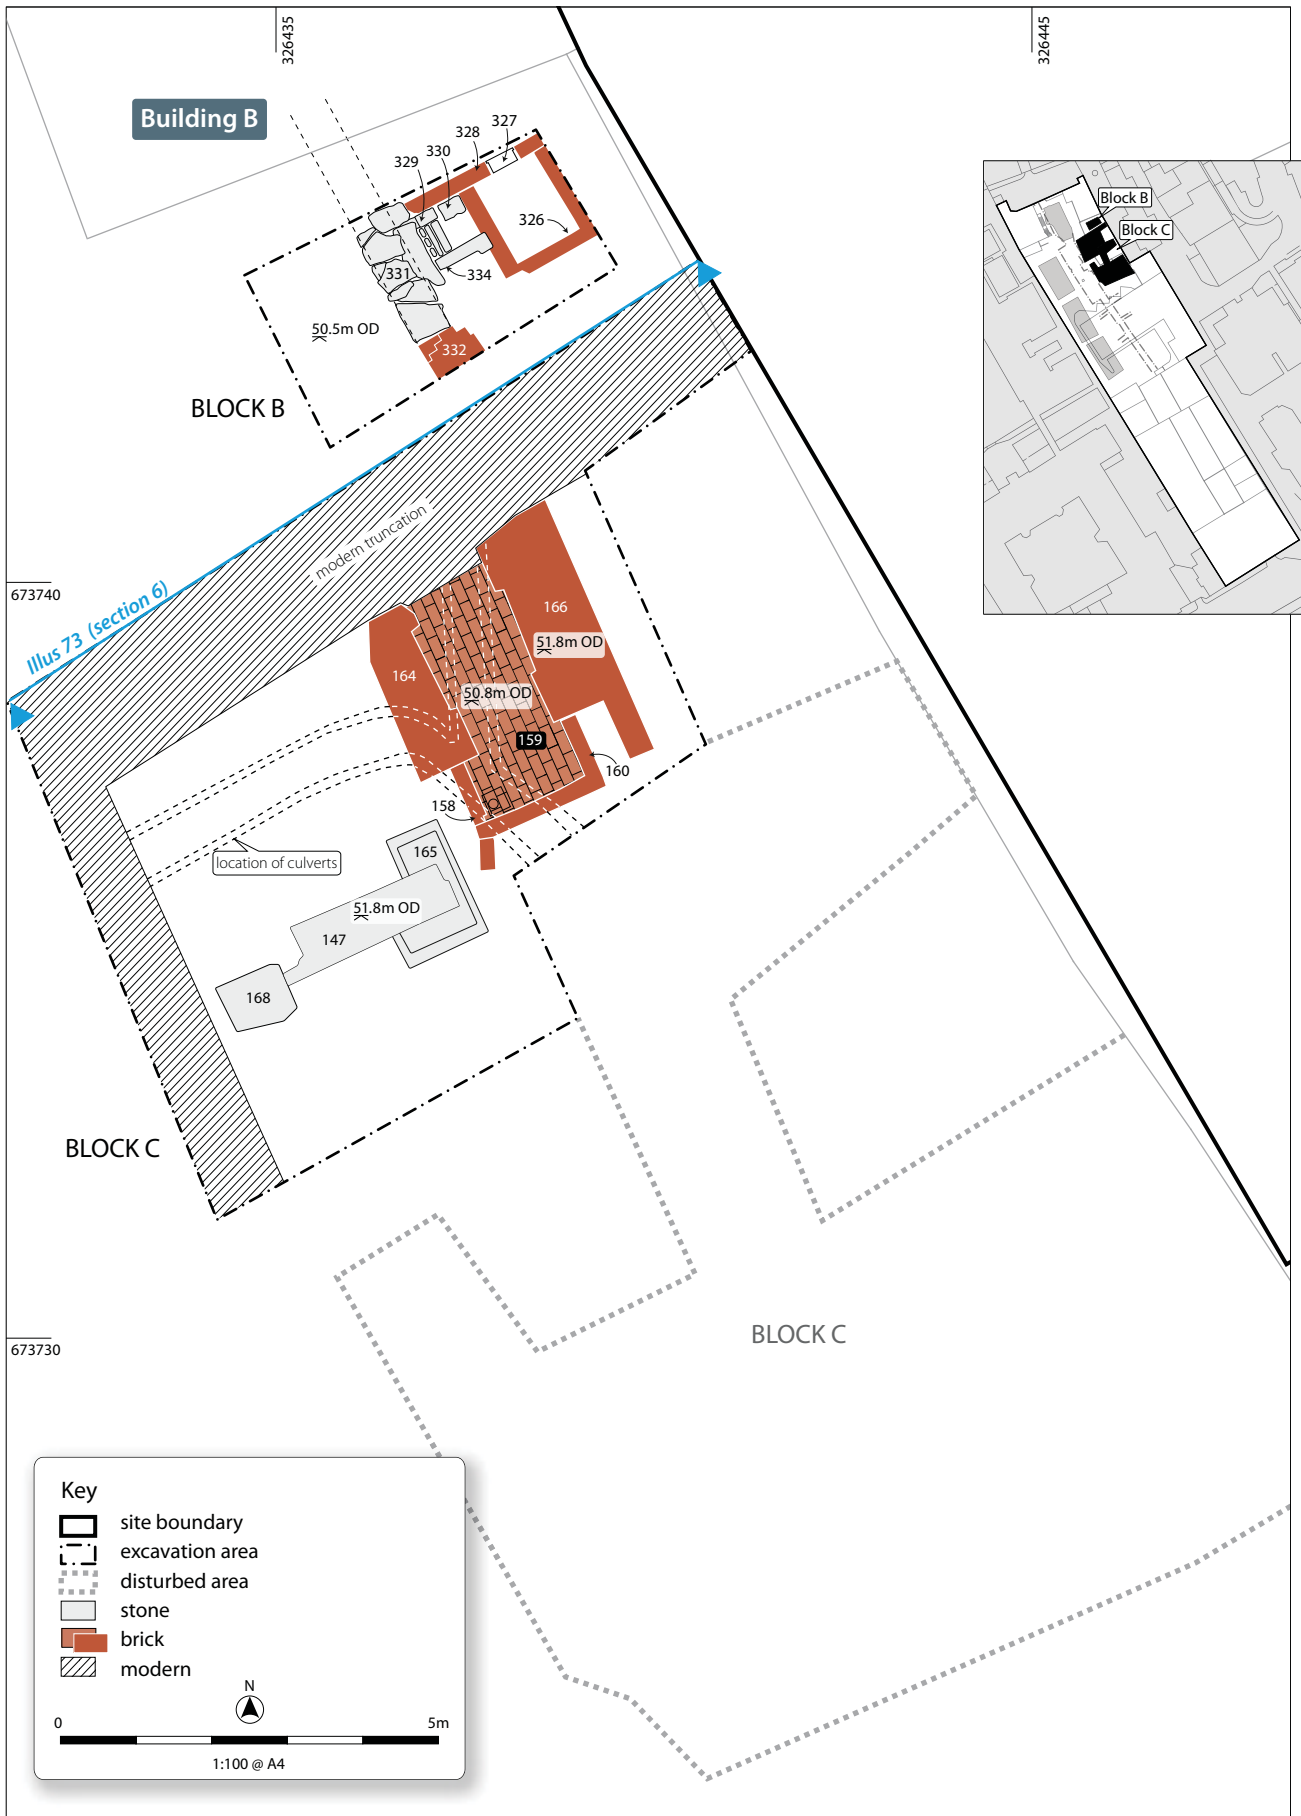 326435
326445
Building B
327
328
330
329
326
331
334
50.5m OD
332
BLOCK B
Block B
Block C
modern truncation
673740
Illus 73 (section 6)
166
51.8m OD
164
50.8m OD
159
160
158
location of culverts
165
51.8m OD
147
168
BLOCK C
673730
BLOCK C
Key
site boundary
excavation area
disturbed area
stone
brick
modern
N
0 5m
1:100 @ A4